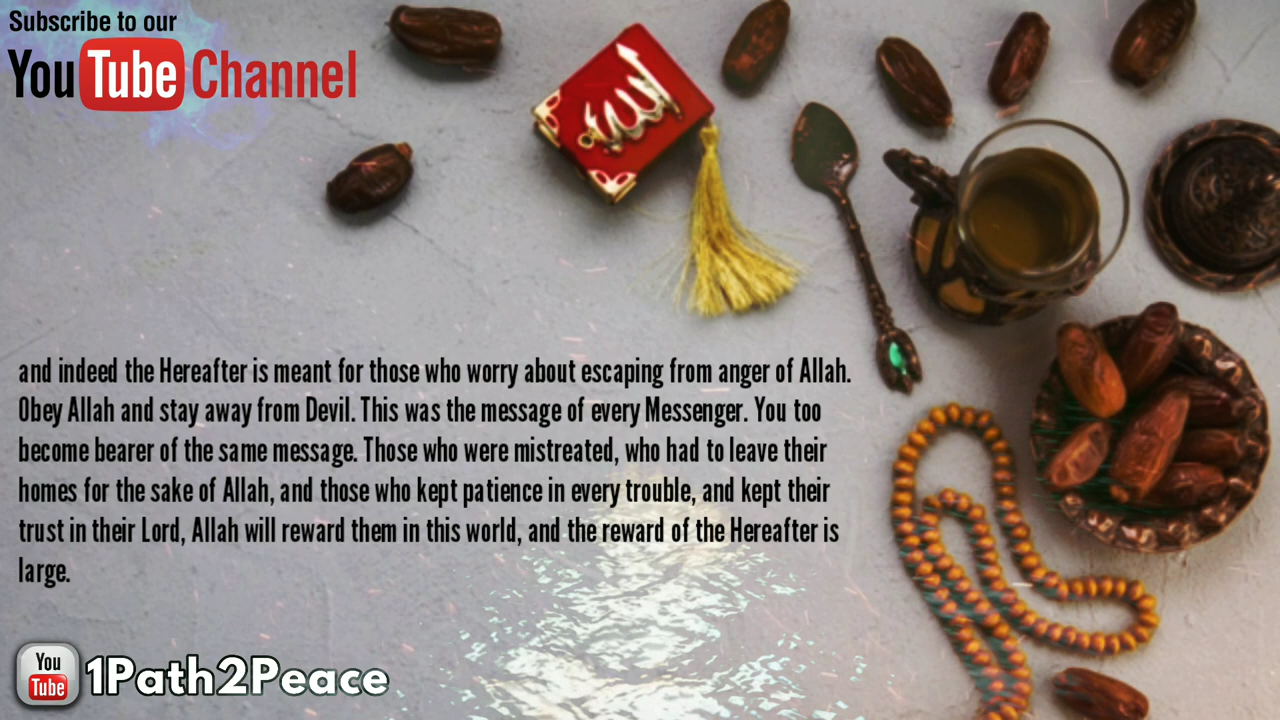 Subscribe to our
YouTube Channel
الله
and indeed the Hereafter is meant for those who worry about escaping from anger of Allah.
Obey Allah and stay away from Devil. This was the message of every Messenger. You too
become bearer of the same message. Those who were mistreated, who had to leave their
homes for the sake of Allah, and those who kept patience in every trouble, and kept their
trust in their Lord, Allah will reward them in this world, and the reward of the Hereafter is
large.
You
Tube
1Path2Peace